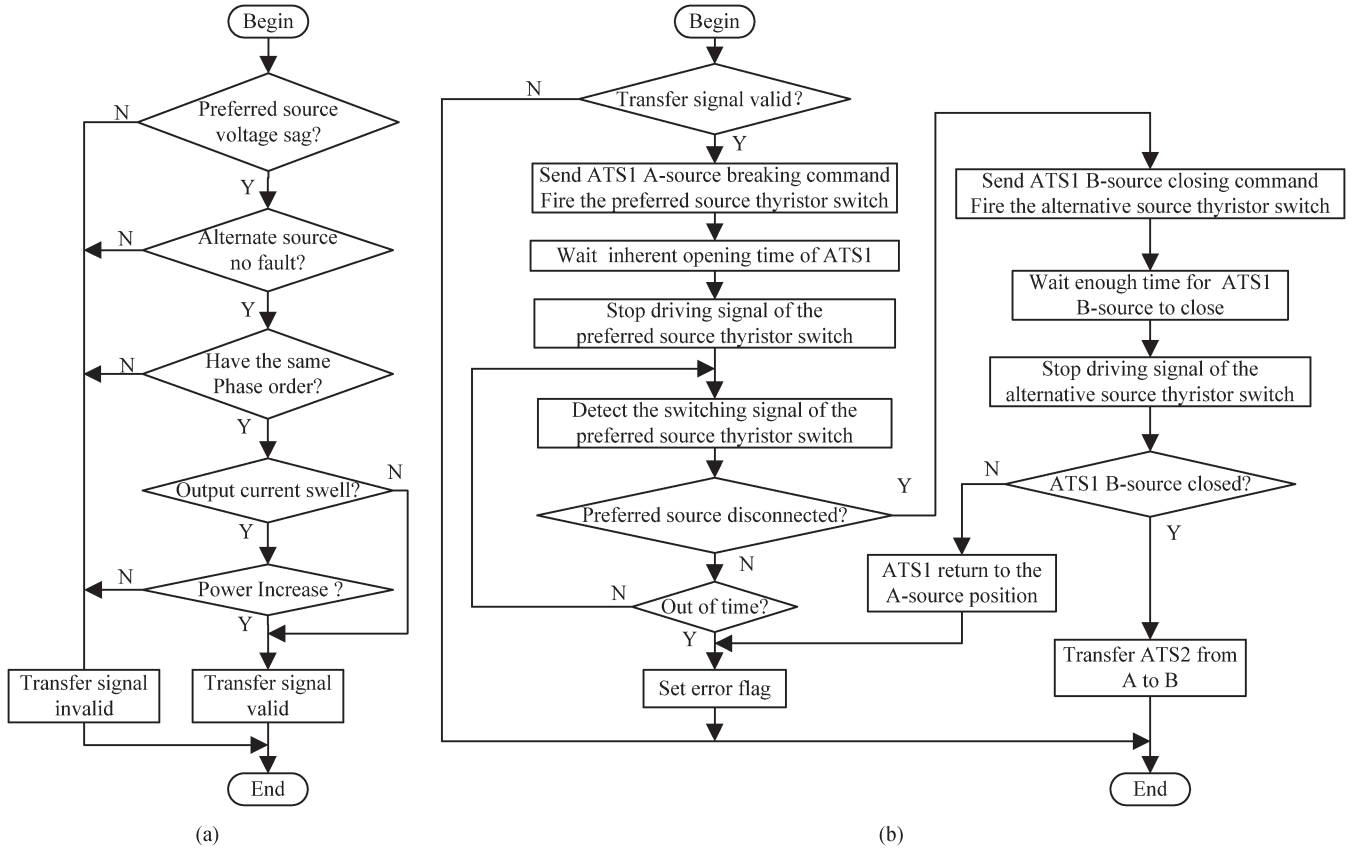 Begin
Preferred source
voltage sag?
N
Y
Alternate source
no fault?
N
Y
Have the same
Phase order?
N
Y
Output current swell?
N
Y
Power Increase ?
N
Y
Transfer signal
invalid
Transfer signal
valid
End
(a)
Begin
Transfer signal valid?
N
Y
Send ATS1 A-source breaking command
Fire the preferred source thyristor switch
Wait inherent opening time of ATS1
Stop driving signal of the
preferred source thyristor switch
Detect the switching signal of the
preferred source thyristor switch
Preferred source disconnected?
Y
N
Out of time?
N
Y
Set error flag
Send ATS1 B-source closing command
Fire the alternative source thyristor switch
Wait enough time for ATS1
B-source to close
Stop driving signal of the
alternative source thyristor switch
ATS1 B-source closed?
N
Y
ATS1 return to the
A-source position
Transfer ATS2 from
A to B
End
(b)